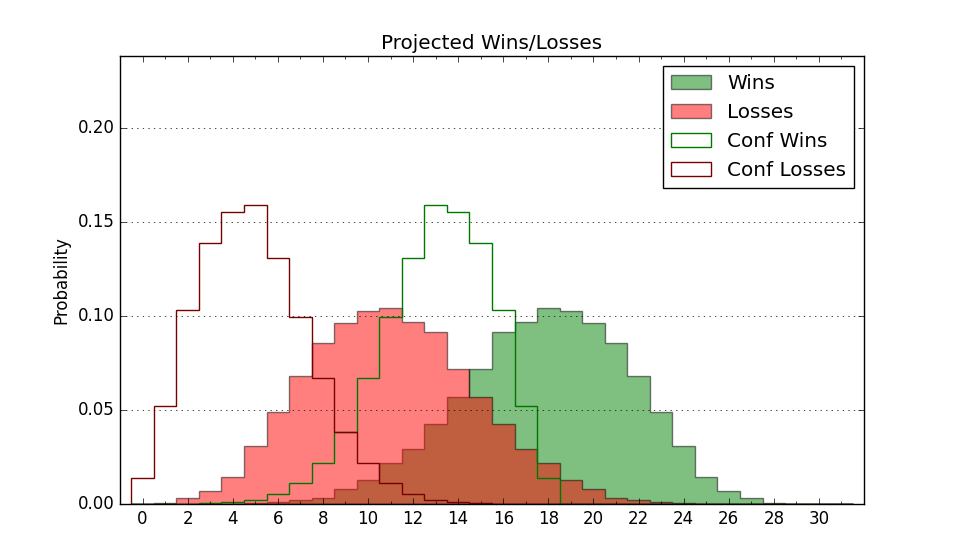 Projected Wins/Losses
Wins
Losses
Conf Wins
Conf Losses
Probability
0.20
0.15
0.10
0.05
0.00
0 2 4 6 8 10 12 14 16 18 20 22 24 26 28 30